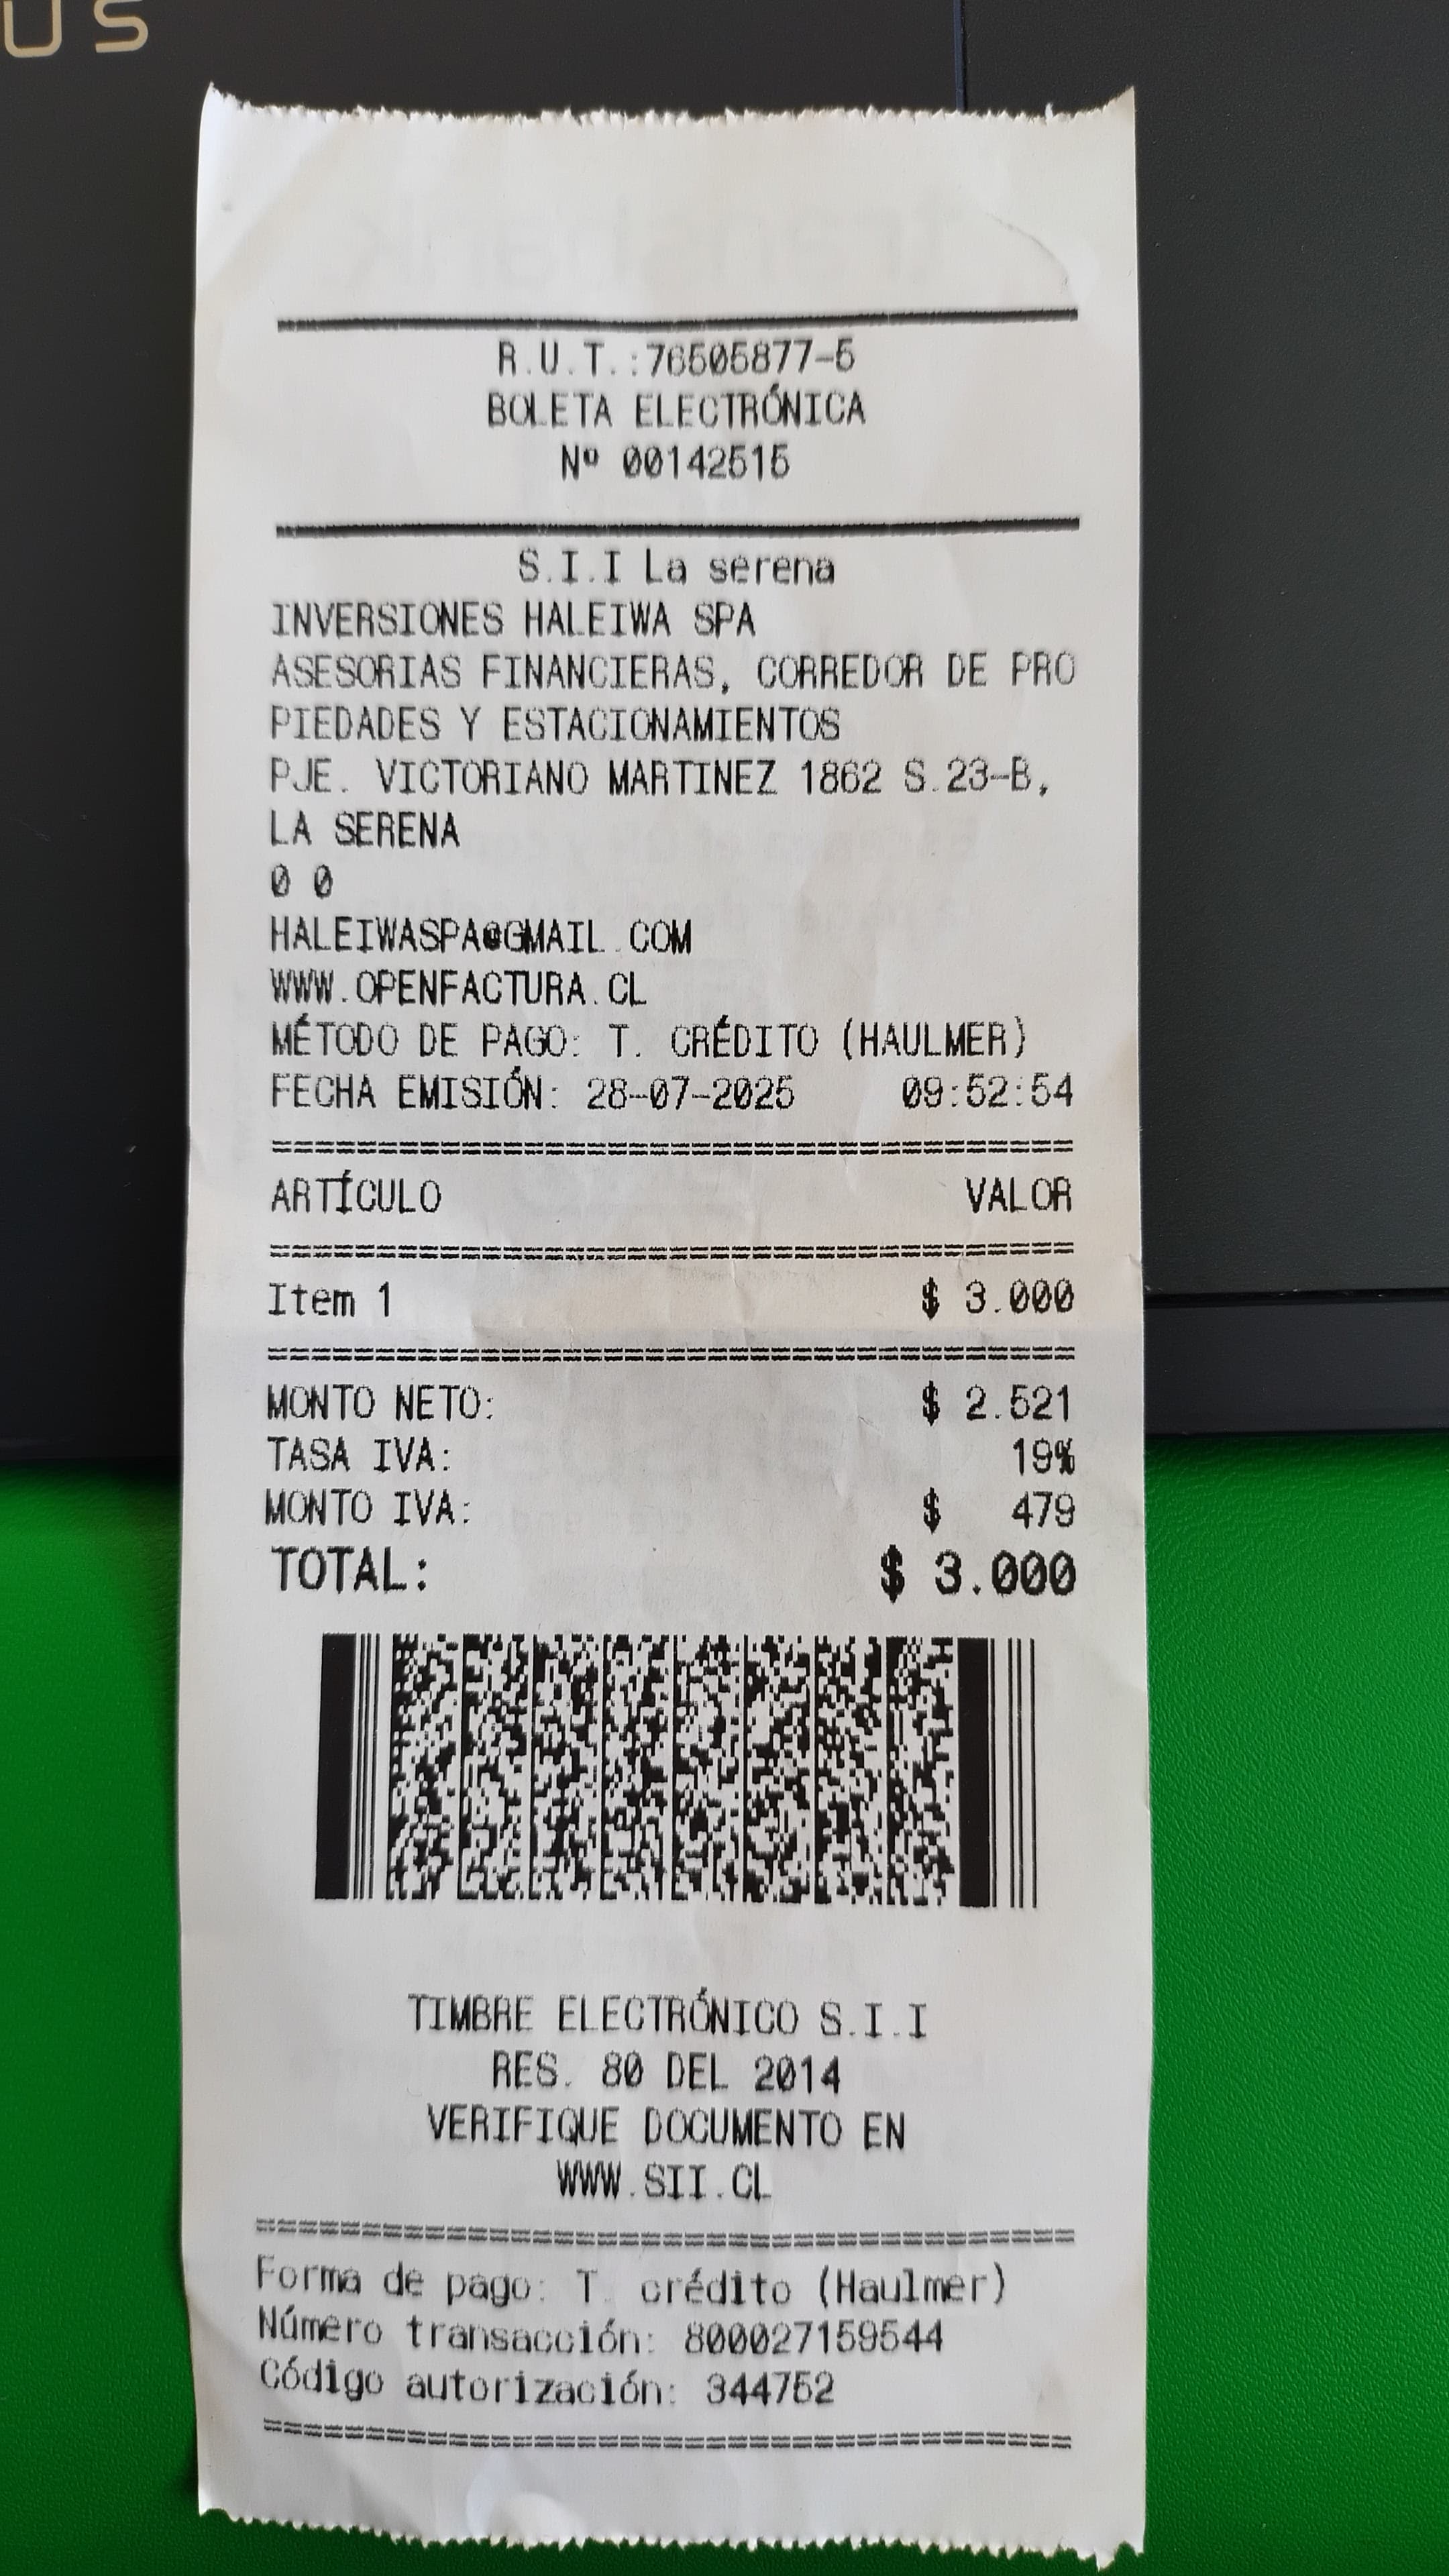 US
R.U.T.:76505877-5
BOLETA ELECTRÓNICA
Nº 00142515
S.I.I La serena
INVERSIONES HALEIWA SPA
ASESORIAS FINANCIERAS, CORREDOR DE PRO
PIEDADES Y ESTACIONAMIENTOS
PJE. VICTORIANO MARTINEZ 1862 S.23-B,
LA SERENA
0 0
HALEIWASPA@GMAIL.COM
WWW.OPENFACTURA.CL
MÉTODO DE PAGO: T. CRÉDITO (HAULMER)
FECHA EMISIÓN: 28-07-2025 09:52:54
======================================
ARTÍCULO VALOR
======================================
Item 1 $ 3.000
======================================
MONTO NETO: $ 2.521
TASA IVA: 19%
MONTO IVA: $ 479
TOTAL: $ 3.000
TIMBRE ELECTRÓNICO S.I.I
RES. 80 DEL 2014
VERIFIQUE DOCUMENTO EN
WWW.SII.CL
======================================
Forma de pago: T. crédito (Haulmer)
Número transacción: 800027159544
Código autorización: 344752
======================================